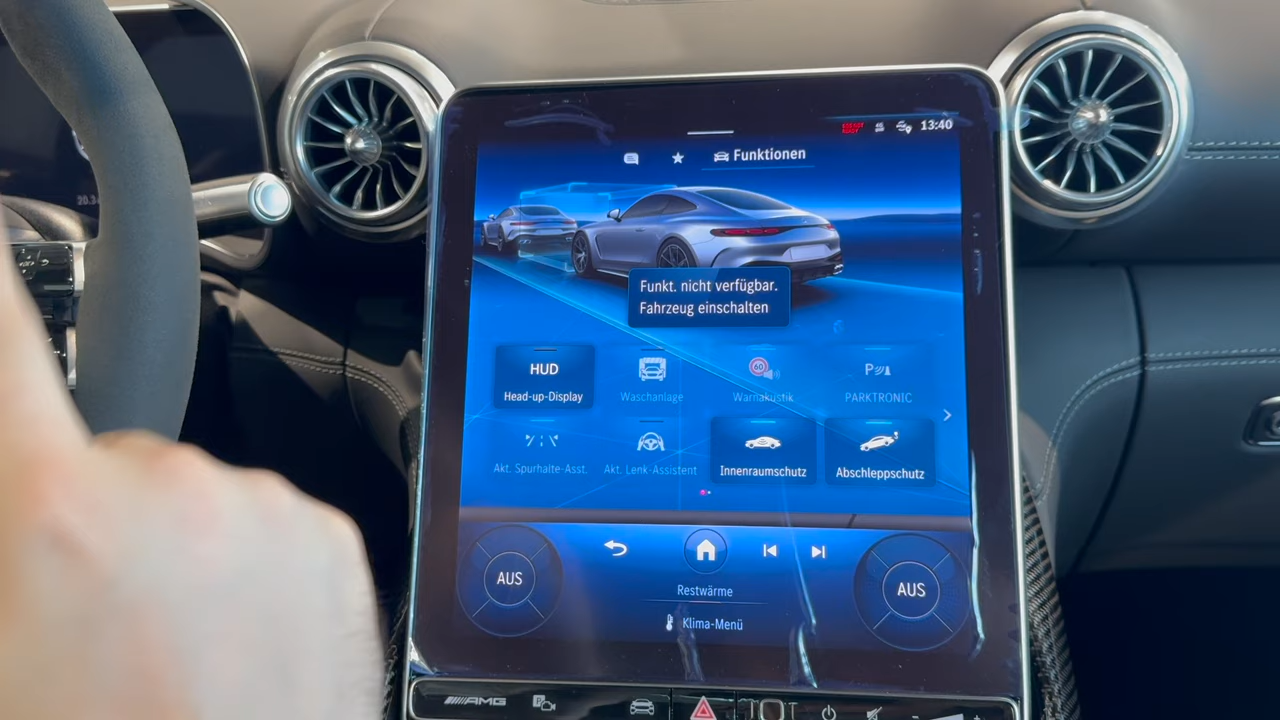 13:40
Funktionen
Funkt. nicht verfügbar.
Fahrzeug einschalten
HUD
Head-up-Display
Waschanlage
60
Warnakustik
P
PARKTRONIC
Akt. Spurhalte-Asst.
Akt. Lenk-Assistent
Innenraumschutz
Abschleppschutz
AUS
AUS
Restwärme
Klima-Menü
AMG